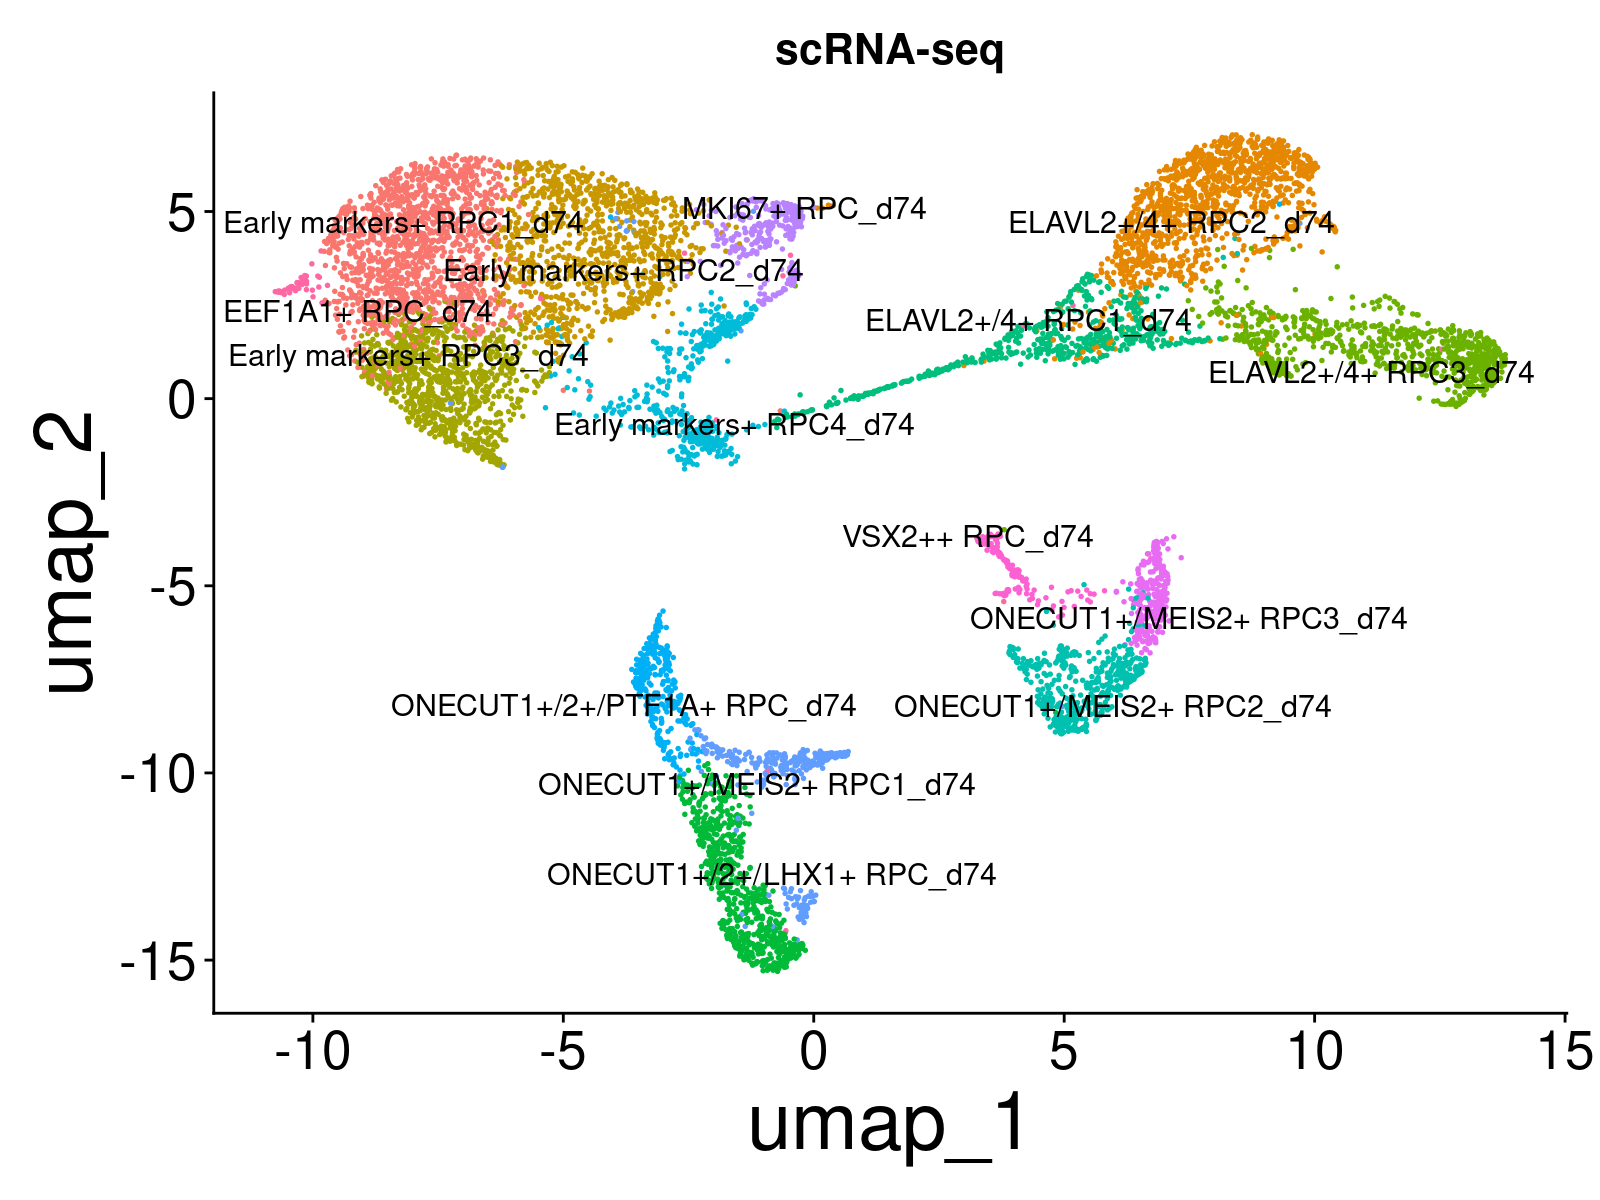 scRNA-seq
MKI67+ RPC_d74
Early markers+ RPC1_d74
ELAVL2+/4+ RPC2_d74
Early markers+ RPC2_d74
EEF1A1+ RPC_d74
ELAVL2+/4+ RPC1_d74
Early markers+ RPC3_d74
ELAVL2+/4+ RPC3_d74
Early markers+ RPC4_d74
VSX2++ RPC_d74
ONECUT1+/MEIS2+ RPC3_d74
ONECUT1+/2+/PTF1A+ RPC_d74
ONECUT1+/MEIS2+ RPC2_d74
ONECUT1+/MEIS2+ RPC1_d74
ONECUT1+/2+/LHX1+ RPC_d74
5
0
-5
-10
-15
umap_2
-10
-5
0
5
10
15
umap_1